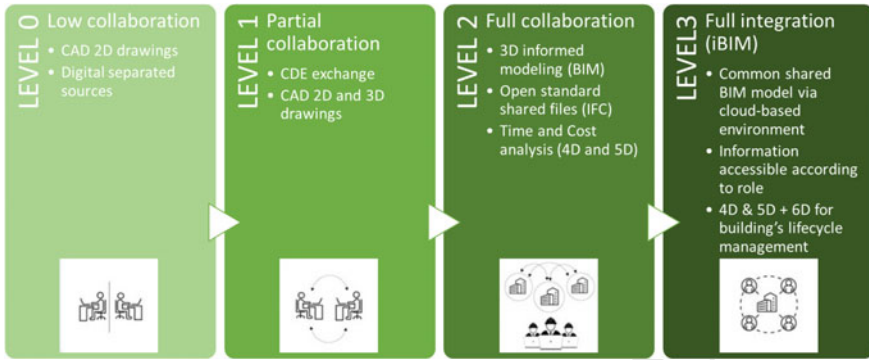 LEVEL 0
Low collaboration
• CAD 2D drawings
• Digital separated
sources
LEVEL 1
Partial
collaboration
• CDE exchange
• CAD 2D and 3D
drawings
LEVEL 2
Full collaboration
• 3D informed
modeling (BIM)
• Open standard
shared files (IFC)
• Time and Cost
analysis (4D and 5D)
LEVEL3
Full integration
(iBIM)
• Common shared
BIM model via
cloud-based
environment
• Information
accessible according
to role
• 4D & 5D + 6D for
building's lifecycle
management